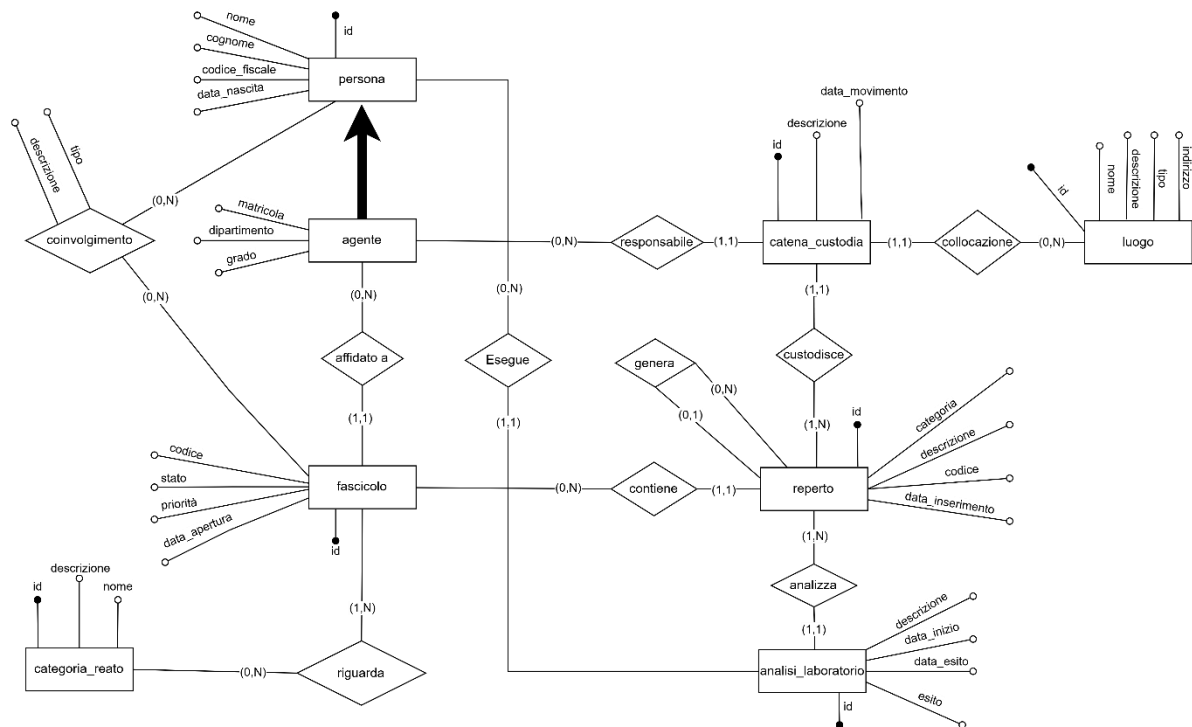 nome
id
cognome
codice_fiscale
persona
data_nascita
data_movimento
descrizione
id
descrizione
tipo
nome
descrizione
tipo
indirizzo
id
(0,N)
matricola
coinvolgimento
dipartimento
agente
(0,N)
responsabile
(1,1)
catena_custodia
(1,1)
collocazione
(0,N)
luogo
grado
(0,N)
(0,N)
(0,N)
(1,1)
affidato a
Esegue
genera
custodisce
(0,N)
(0,1)
categoria
id
descrizione
(1,1)
(1,1)
(1,N)
codice
codice
stato
fascicolo
(0,N)
contiene
(1,1)
reperto
priorità
data_inserimento
data_apertura
id
(1,N)
descrizione
id
nome
analizza
(1,N)
descrizione
(1,1)
data_inizio
categoria_reato
(0,N)
riguarda
analisi_laboratorio
data_esito
esito
id